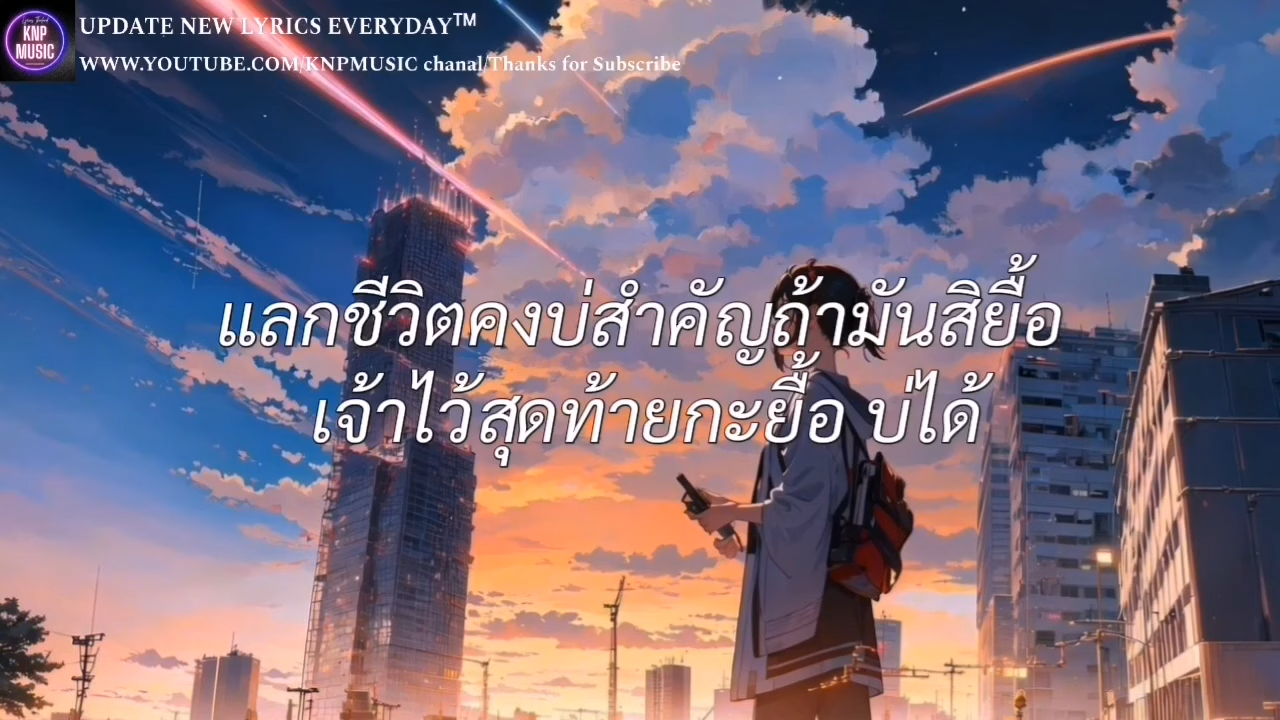 KNP
MUSIC
UPDATE NEW LYRICS EVERYDAY™
WWW.YOUTUBE.COM/KNPMUSIC chanal/Thanks for Subscribe
แลกชีวิตคงบ่สำคัญถ้ามันสิยื้อ
เจ้าไว้สุดท้ายกะยื้อ บ่ได้